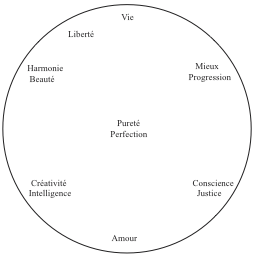 Vie
Liberté
Harmonie
Beauté
Mieux
Progression
Pureté
Perfection
Créativité
Intelligence
Conscience
Justice
Amour